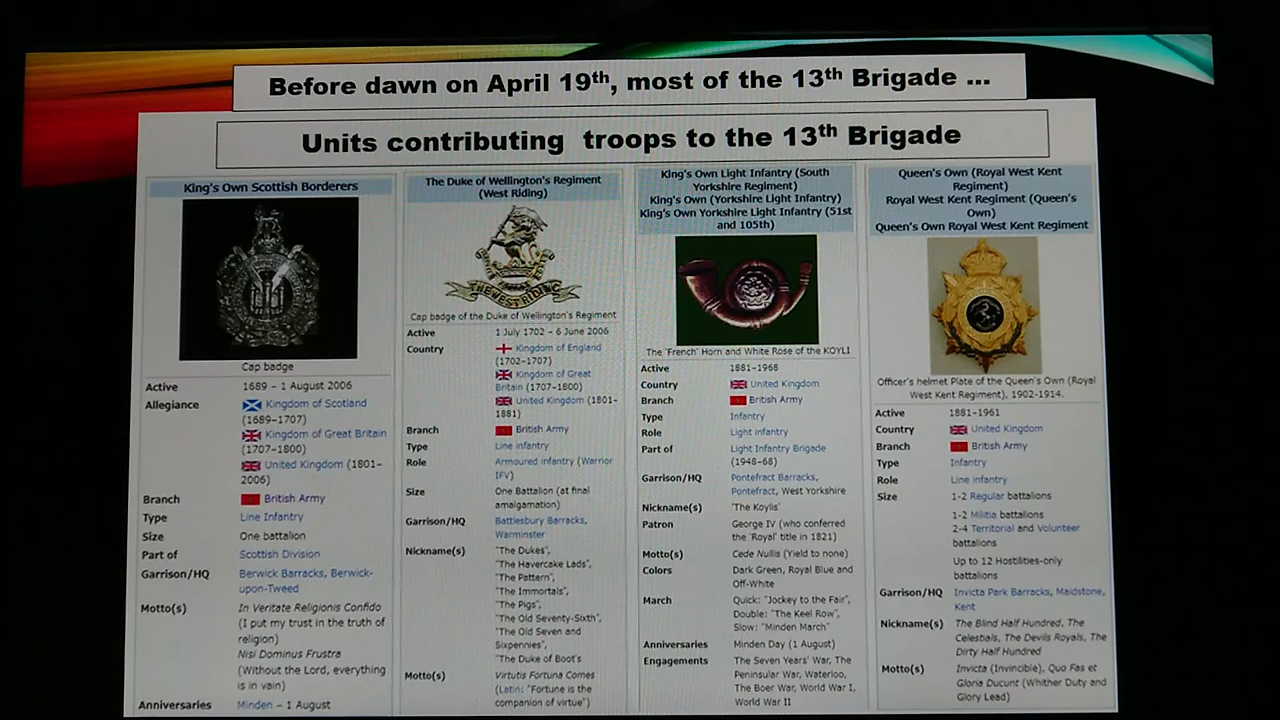 Before dawn on April 19th, most of the 13th Brigade ...
Units contributing troops to the 13th Brigade
King's Own Scottish Borderers
Cap badge
Active 1689 – 1 August 2006
Allegiance Kingdom of Scotland
(1689–1707)
Kingdom of Great Britain
(1707–1800)
United Kingdom (1801–
2006)
Branch British Army
Type Line Infantry
Size One battalion
Part of Scottish Division
Garrison/HQ Berwick Barracks, Berwick-
upon-Tweed
Motto(s) In Veritate Religionis Confido
(I put my trust in the truth of
religion)
Nisi Dominus Frustra
(Without the Lord, everything
is in vain)
Anniversaries Minden – 1 August
The Duke of Wellington's Regiment
(West Riding)
THE WEST RIDING
Cap badge of the Duke of Wellington's Regiment
Active 1 July 1702 – 6 June 2006
Country Kingdom of England
(1702–1707)
Kingdom of Great
Britain (1707–1800)
United Kingdom (1801–
1881)
Branch British Army
Type Line infantry
Role Armoured infantry (Warrior
IFV)
Size One Battalion (at final
amalgamation)
Garrison/HQ Battlesbury Barracks,
Warminster
Nickname(s) "The Dukes",
"The Havercake Lads",
"The Pattern",
"The Immortals",
"The Pigs",
"The Old Seventy-Sixth",
"The Old Seven and
Sixpennies",
"The Duke of Boot's
Motto(s) Virtutis Fortuna Comes
(Latin: "Fortune is the
companion of virtue")
King's Own Light Infantry (South
Yorkshire Regiment)
King's Own (Yorkshire Light Infantry)
King's Own Yorkshire Light Infantry (51st
and 105th)
The 'French' Horn and White Rose of the KOYLI
Active 1881–1968
Country United Kingdom
Branch British Army
Type Infantry
Role Light infantry
Part of Light Infantry Brigade
(1948–68)
Garrison/HQ Pontefract Barracks,
Pontefract, West Yorkshire
Nickname(s) 'The Koylis'
Patron George IV (who conferred
the 'Royal' title in 1821)
Motto(s) Cede Nullis (Yield to none)
Colors Dark Green, Royal Blue and
Off-White
March Quick: "Jockey to the Fair",
Double: "The Keel Row",
Slow: "Minden March"
Anniversaries Minden Day (1 August)
Engagements The Seven Years' War, The
Peninsular War, Waterloo,
The Boer War, World War I,
World War II
Queen's Own (Royal West Kent
Regiment)
Royal West Kent Regiment (Queen's
Own)
Queen's Own Royal West Kent Regiment
Officer's helmet Plate of the Queen's Own (Royal
West Kent Regiment), 1902-1914.
Active 1881–1961
Country United Kingdom
Branch British Army
Type Infantry
Role Line infantry
Size 1-2 Regular battalions
1-2 Militia battalions
2-4 Territorial and Volunteer
battalions
Up to 12 Hostilities-only
battalions
Garrison/HQ Invicta Park Barracks, Maidstone,
Kent
Nickname(s) The Blind Half Hundred, The
Celestials, The Devils Royals, The
Dirty Half Hundred
Motto(s) Invicta (Invincible), Quo Fas et
Gloria Ducunt (Whither Duty and
Glory Lead)